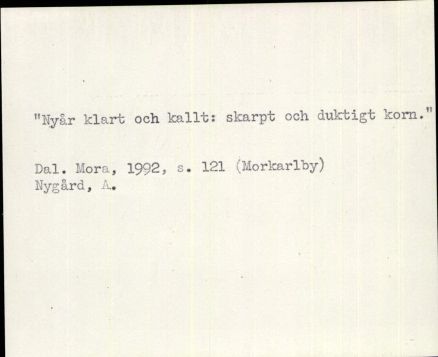 "Nyår klart och kallt: skarpt och duktigt korn."
Dal. Mora, 1992, s. 121 (Morkarlby)
Nygård, A.